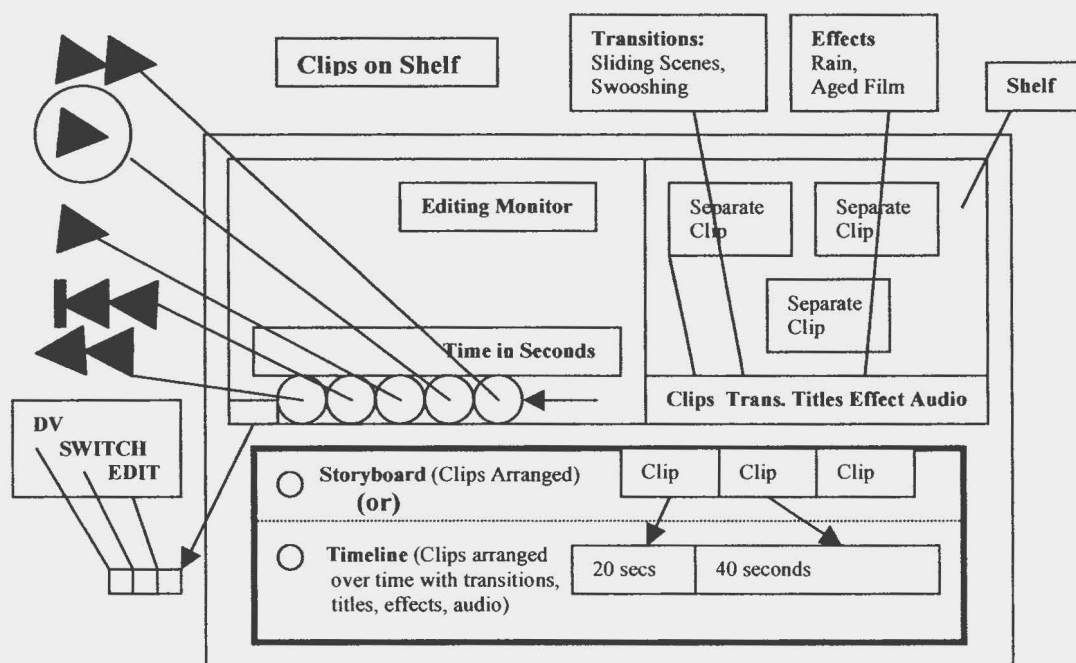 Clips on Shelf
Transitions:
Sliding Scenes,
Swooshing
Effects
Rain,
Aged Film
Shelf
Editing Monitor
Separate
Clip
Separate
Clip
Separate
Clip
Time in Seconds
Clips Trans. Titles Effect Audio
DV
SWITCH
EDIT
Storyboard (Clips Arranged)
(or)
Clip
Clip
Clip
Timeline (Clips arranged
over time with transitions,
titles, effects, audio)
20 secs
40 seconds